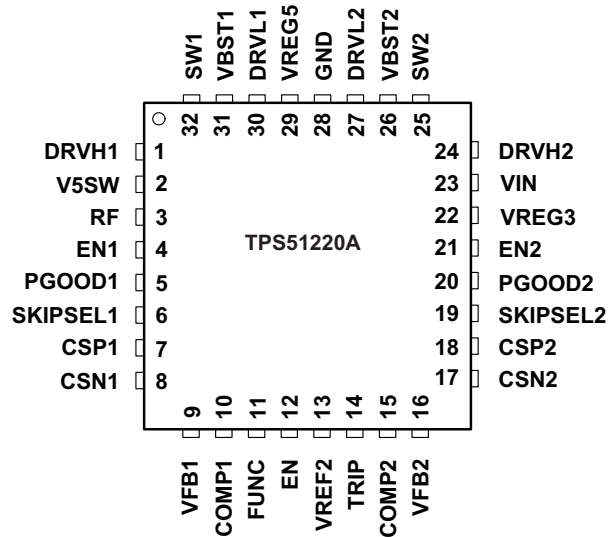 SW1
VBST1
DRVL1
VREG5
GND
DRVL2
VBST2
SW2
32
31
30
29
28
27
26
25
DRVH1 1
24 DRVH2
V5SW 2
23 VIN
RF 3
22 VREG3
EN1 4
TPS51220A
21 EN2
PGOOD1 5
20 PGOOD2
SKIPSEL1 6
19 SKIPSEL2
CSP1 7
18 CSP2
CSN1 8
17 CSN2
9
10
11
12
13
14
15
16
VFB1
COMP1
FUNC
EN
VREF2
TRIP
COMP2
VFB2